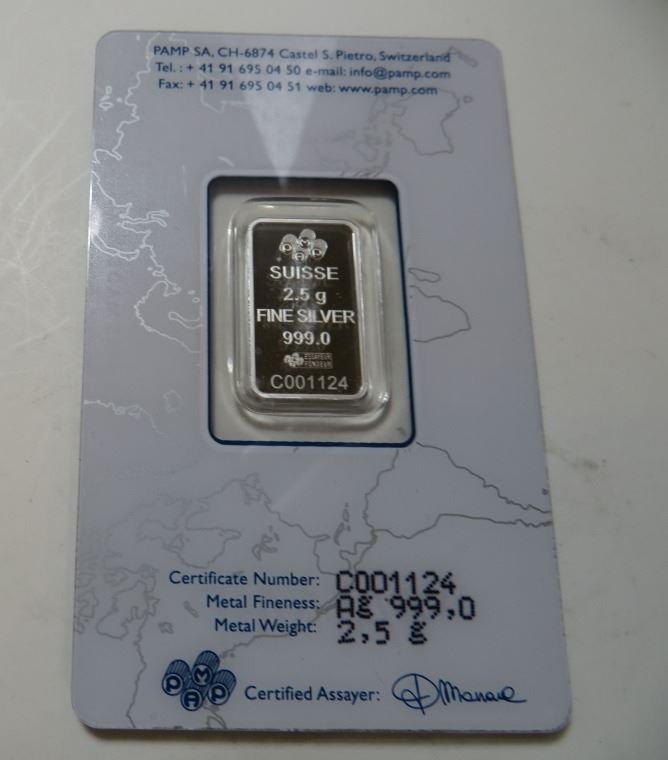 PAMP SA, CH-6874 Castel S. Pietro, Switzerland
Tel. : + 41 91 695 04 50 e-mail: info@pamp.com
Fax: + 41 91 695 04 51 web: www.pamp.com
PAMP
SUISSE
2.5 g
FINE SILVER
999.0
ESSAYEUR
FONDEUR
C001124
Certificate Number: C001124
Metal Fineness: Ag 999,0
Metal Weight: 2,5 g
PAMP
Certified Assayer: